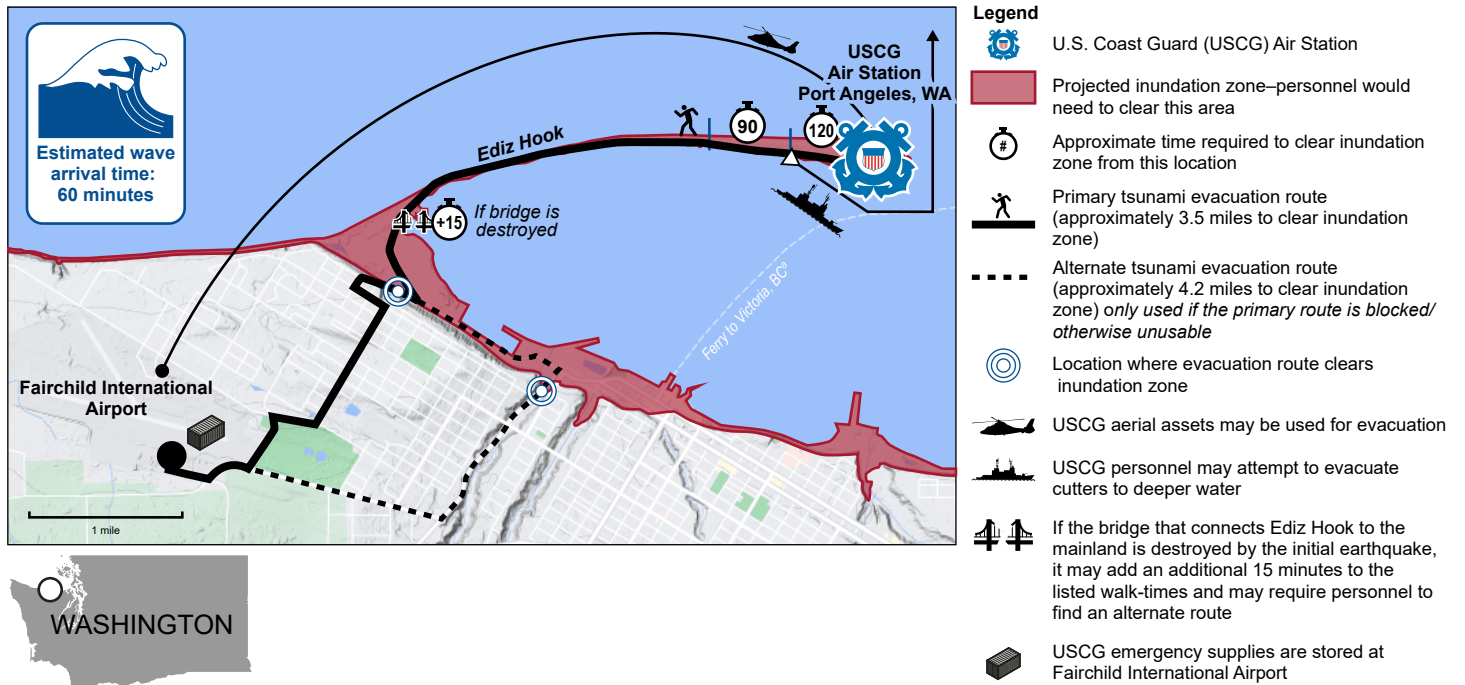 Estimated wave
arrival time:
60 minutes
USCG
Air Station
Port Angeles, WA
90
120
Ediz Hook
+15
If bridge is
destroyed
Ferry to Victoria, BCª
Fairchild International
Airport
1 mile
WASHINGTON
Legend
U.S. Coast Guard (USCG) Air Station
Projected inundation zone–personnel would
need to clear this area
#
Approximate time required to clear inundation
zone from this location
Primary tsunami evacuation route
(approximately 3.5 miles to clear inundation
zone)
Alternate tsunami evacuation route
(approximately 4.2 miles to clear inundation
zone) only used if the primary route is blocked/
otherwise unusable
Location where evacuation route clears
inundation zone
USCG aerial assets may be used for evacuation
USCG personnel may attempt to evacuate
cutters to deeper water
If the bridge that connects Ediz Hook to the
mainland is destroyed by the initial earthquake,
it may add an additional 15 minutes to the
listed walk-times and may require personnel to
find an alternate route
USCG emergency supplies are stored at
Fairchild International Airport